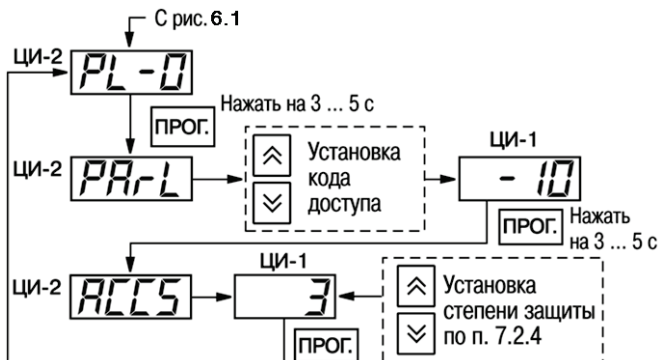 С рис. 6.1
ЦИ-2
PL-0
Нажать на 3 ... 5 с
ПРОГ.
ЦИ-2
PArL
Установка
кода
доступа
ЦИ-1
- 10
ПРОГ.
Нажать
на 3 ... 5 с
ЦИ-2
ACCS
ЦИ-1
3
Установка
степени защиты
по п. 7.2.4
ПРОГ.